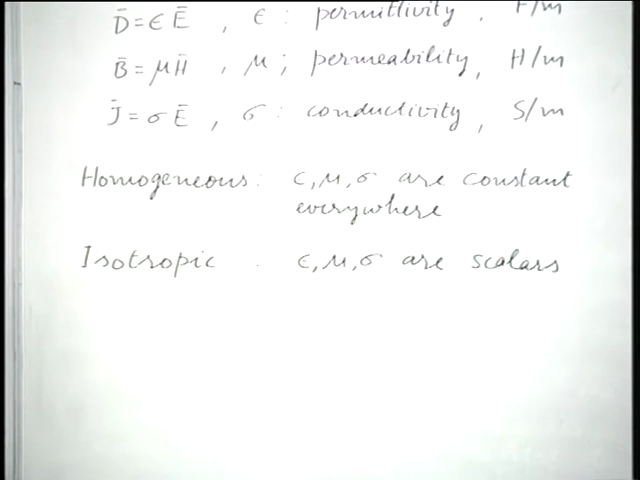 D̄ = ϵ Ē , ϵ : permittivity , F/m
B̄ = μ H̄ , μ ; permeability, H/m
J̄ = σ Ē , σ : conductivity, S/m
Homogeneous: ϵ, μ, σ are constant
everywhere
Isotropic . ϵ, μ, σ are scalars